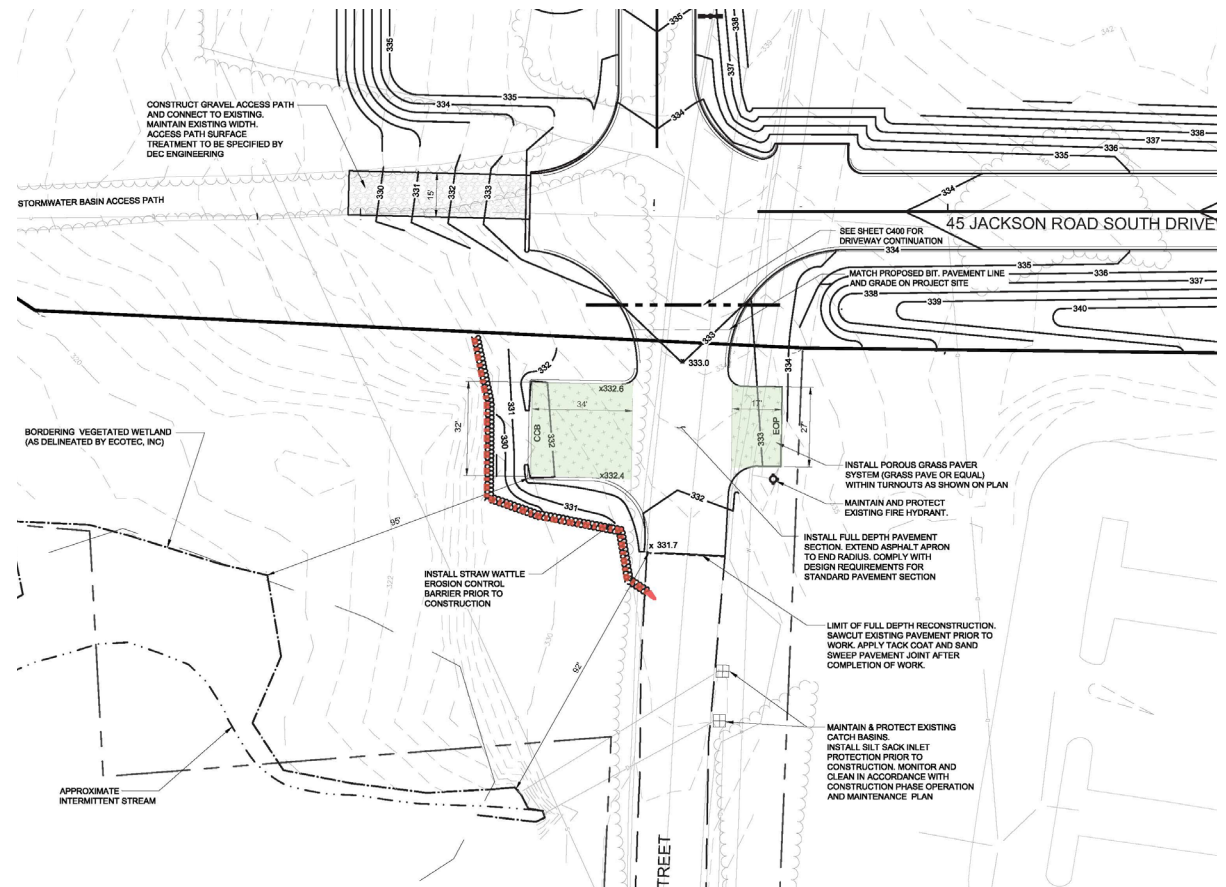 335
338
337
339
342
335
335
334
334
CONSTRUCT GRAVEL ACCESS PATH
AND CONNECT TO EXISTING.
MAINTAIN EXISTING WIDTH.
ACCESS PATH SURFACE
TREATMENT TO BE SPECIFIED BY
DEC ENGINEERING
338
337
336
335
330
331
332
333
15'
334
STORMWATER BASIN ACCESS PATH
45 JACKSON ROAD SOUTH DRIVE
SEE SHEET C400 FOR
DRIVEWAY CONTINUATION
334
335
336
337
MATCH PROPOSED BIT. PAVEMENT LINE
AND GRADE ON PROJECT SITE
338
339
340
333
333.0
334
332
x332.6
320
34'
17'
32'
331
330
CCB
332
333
EOP
27'
BORDERING VEGETATED WETLAND
(AS DELINEATED BY ECOTEC, INC)
x332.4
INSTALL POROUS GRASS PAVER
SYSTEM (GRASS PAVE OR EQUAL)
WITHIN TURNOUTS AS SHOWN ON PLAN
332
331
MAINTAIN AND PROTECT
EXISTING FIRE HYDRANT.
95'
x 331.7
INSTALL FULL DEPTH PAVEMENT
SECTION. EXTEND ASPHALT APRON
TO END RADIUS. COMPLY WITH
DESIGN REQUIREMENTS FOR
STANDARD PAVEMENT SECTION
322
INSTALL STRAW WATTLE
EROSION CONTROL
BARRIER PRIOR TO
CONSTRUCTION
330
LIMIT OF FULL DEPTH RECONSTRUCTION.
SAWCUT EXISTING PAVEMENT PRIOR TO
WORK. APPLY TACK COAT AND SAND
SWEEP PAVEMENT JOINT AFTER
COMPLETION OF WORK.
92'
MAINTAIN & PROTECT EXISTING
CATCH BASINS.
INSTALL SILT SACK INLET
PROTECTION PRIOR TO
CONSTRUCTION. MONITOR AND
CLEAN IN ACCORDANCE WITH
CONSTRUCTION PHASE OPERATION
AND MAINTENANCE PLAN
APPROXIMATE
INTERMITTENT STREAM
TREET